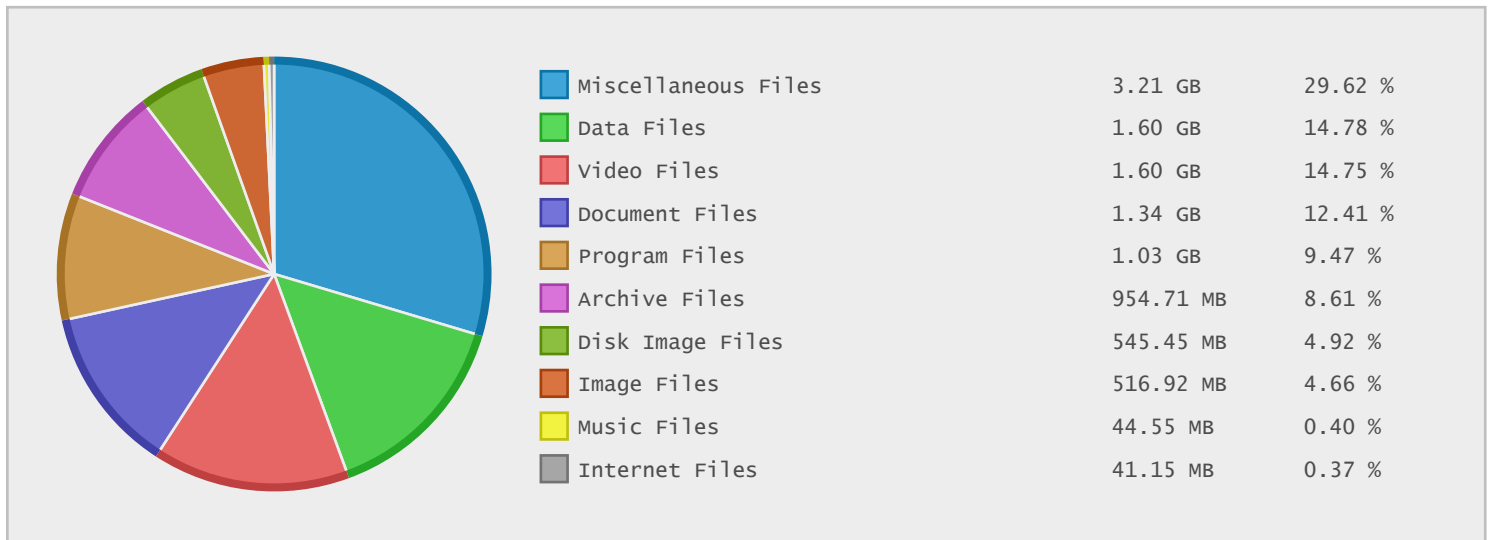 Miscellaneous Files 3.21 GB 29.62 %
Data Files 1.60 GB 14.78 %
Video Files 1.60 GB 14.75 %
Document Files 1.34 GB 12.41 %
Program Files 1.03 GB 9.47 %
Archive Files 954.71 MB 8.61 %
Disk Image Files 545.45 MB 4.92 %
Image Files 516.92 MB 4.66 %
Music Files 44.55 MB 0.40 %
Internet Files 41.15 MB 0.37 %